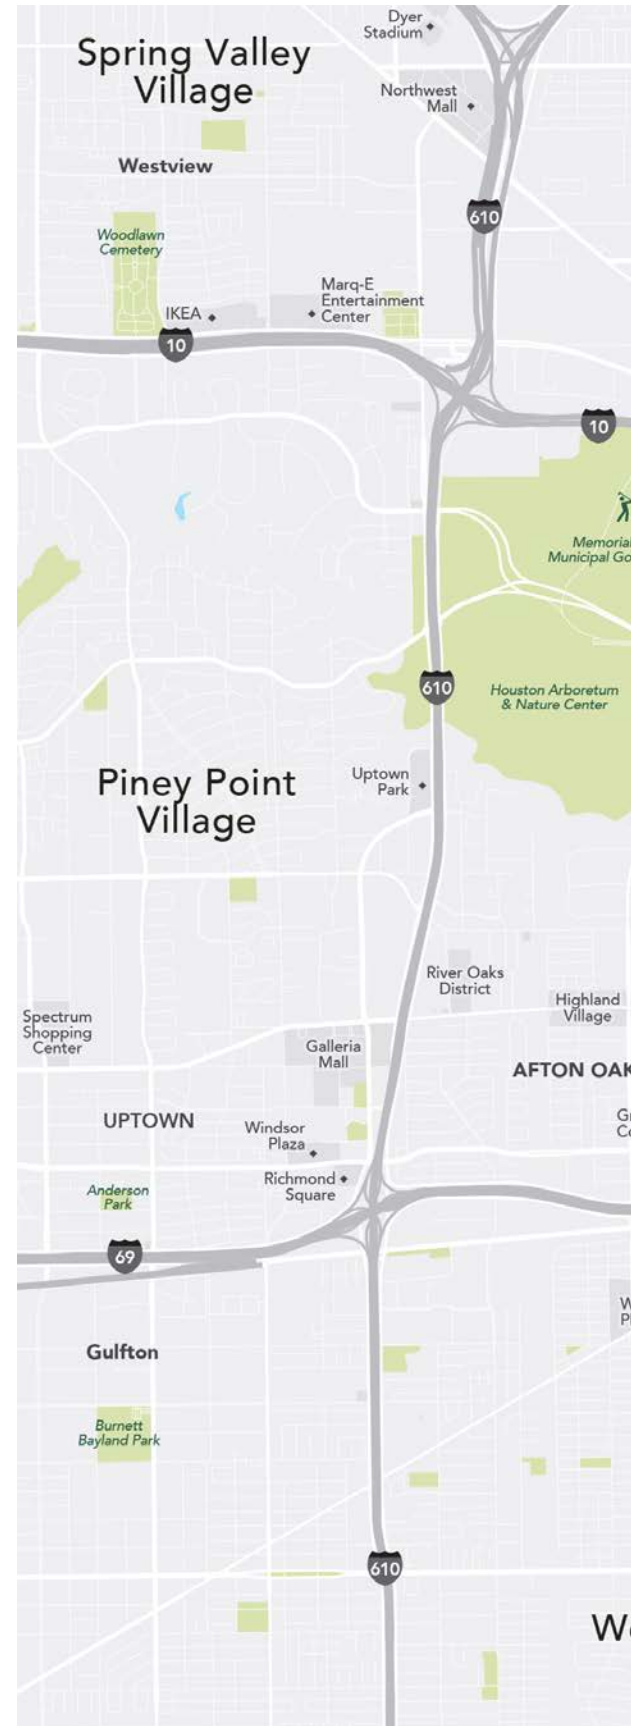 Dyer
Stadium
Spring Valley
Village
Northwest
Mall
Westview
610
Woodlawn
Cemetery
Marq-E
Entertainment
Center
IKEA
10
10
Memorial
Municipal Go
610
Houston Arboretum
& Nature Center
Uptown
Park
Piney Point
Village
River Oaks
District
Highland
Village
Spectrum
Shopping
Center
Galleria
Mall
AFTON OAK
UPTOWN
Windsor
Plaza
Richmond
Square
Anderson
Park
69
Gulfton
Burnett
Bayland Park
610